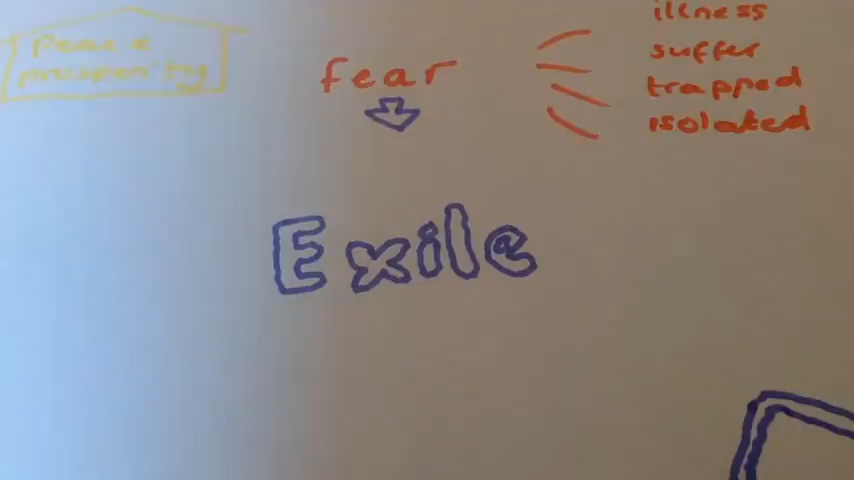 peace
prosperity
fear
illness
suffer
trapped
isolated
Exile